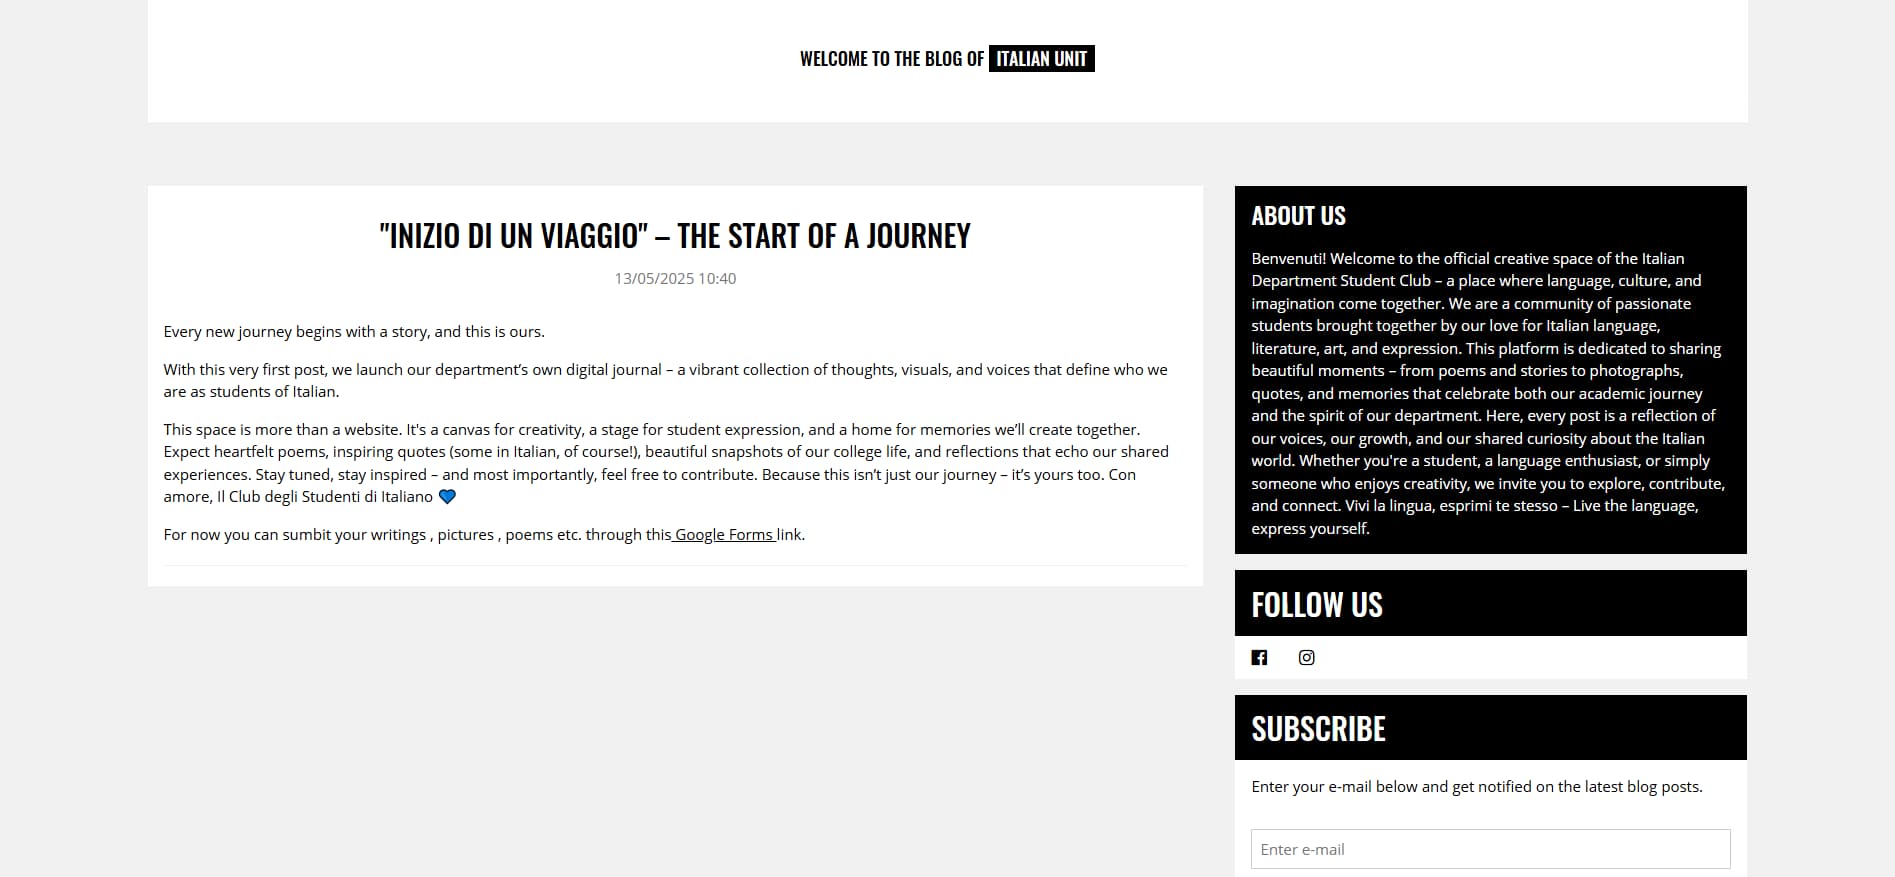 WELCOME TO THE BLOG OF ITALIAN UNIT
"INIZIO DI UN VIAGGIO" – THE START OF A JOURNEY
13/05/2025 10:40
Every new journey begins with a story, and this is ours.
With this very first post, we launch our department’s own digital journal – a vibrant collection of thoughts, visuals, and voices that define who we
are as students of Italian.
This space is more than a website. It's a canvas for creativity, a stage for student expression, and a home for memories we’ll create together.
Expect heartfelt poems, inspiring quotes (some in Italian, of course!), beautiful snapshots of our college life, and reflections that echo our shared
experiences. Stay tuned, stay inspired – and most importantly, feel free to contribute. Because this isn’t just our journey – it’s yours too. Con
amore, Il Club degli Studenti di Italiano 💙
For now you can sumbit your writings , pictures , poems etc. through this Google Forms link.
ABOUT US
Benvenuti! Welcome to the official creative space of the Italian
Department Student Club – a place where language, culture, and
imagination come together. We are a community of passionate
students brought together by our love for Italian language,
literature, art, and expression. This platform is dedicated to sharing
beautiful moments – from poems and stories to photographs,
quotes, and memories that celebrate both our academic journey
and the spirit of our department. Here, every post is a reflection of
our voices, our growth, and our shared curiosity about the Italian
world. Whether you're a student, a language enthusiast, or simply
someone who enjoys creativity, we invite you to explore, contribute,
and connect. Vivi la lingua, esprimi te stesso – Live the language,
express yourself.
FOLLOW US
SUBSCRIBE
Enter your e-mail below and get notified on the latest blog posts.
Enter e-mail